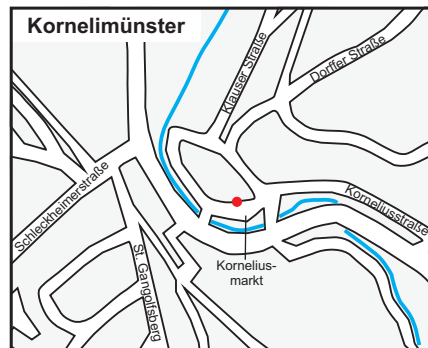 Kornelimünster
Klauser Straße
Dorffer Straße
Schleckheimerstraße
Korneliusstraße
St. Gangolfsberg
Kornelius-
markt